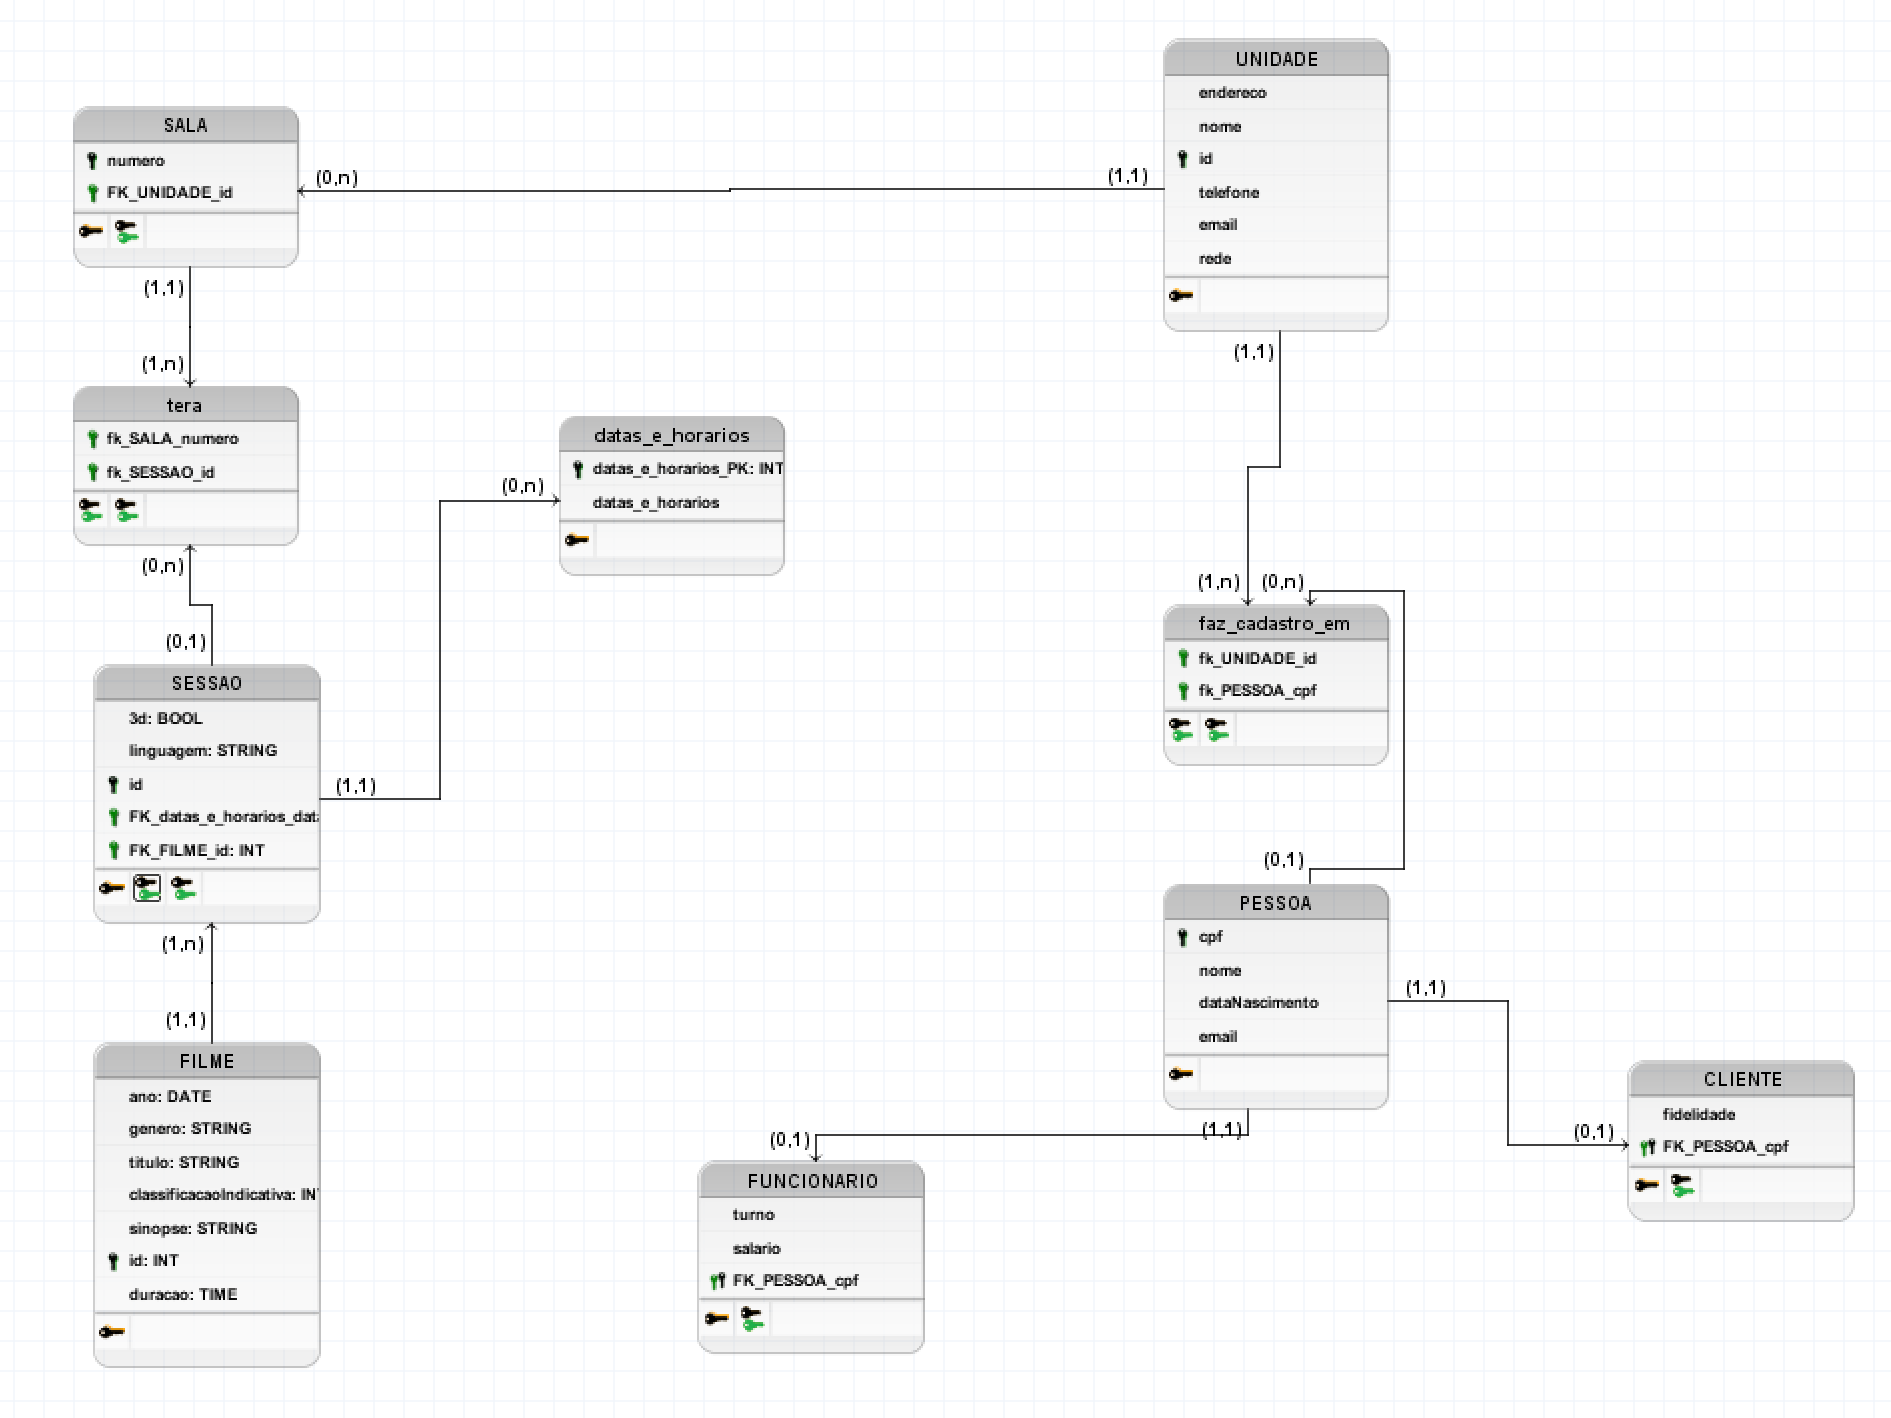 UNIDADE
endereco
nome
id
telefone
email
rede
SALA
numero
FK_UNIDADE_id
(0,n)
(1,1)
(1,1)
(1,n)
tera
fk_SALA_numero
fk_SESSAO_id
(0,n)
(0,1)
datas_e_horarios
datas_e_horarios_PK: INT
datas_e_horarios
(0,n)
(1,1)
(1,1)
(1,n)
(0,n)
faz_cadastro_em
fk_UNIDADE_id
fk_PESSOA_cpf
(0,1)
SESSAO
3d: BOOL
linguagem: STRING
id
FK_datas_e_horarios_dat
FK_FILME_id: INT
(1,n)
(1,1)
FILME
ano: DATE
genero: STRING
titulo: STRING
classificacaoIndicativa: IN
sinopse: STRING
id: INT
duracao: TIME
PESSOA
cpf
nome
dataNascimento
email
(1,1)
(0,1)
(1,1)
(0,1)
FUNCIONARIO
turno
salario
FK_PESSOA_cpf
CLIENTE
fidelidade
FK_PESSOA_cpf